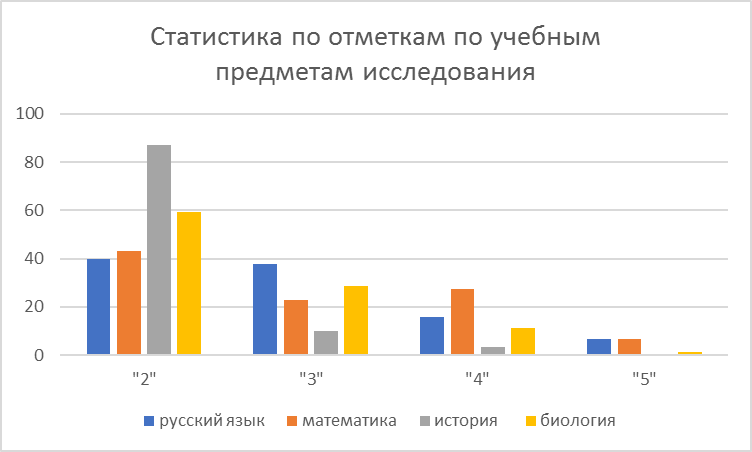 Статистика по отметкам по учебным
предметам исследования
100
80
60
40
20
0
"2" "3" "4" "5"
русский язык математика история биология